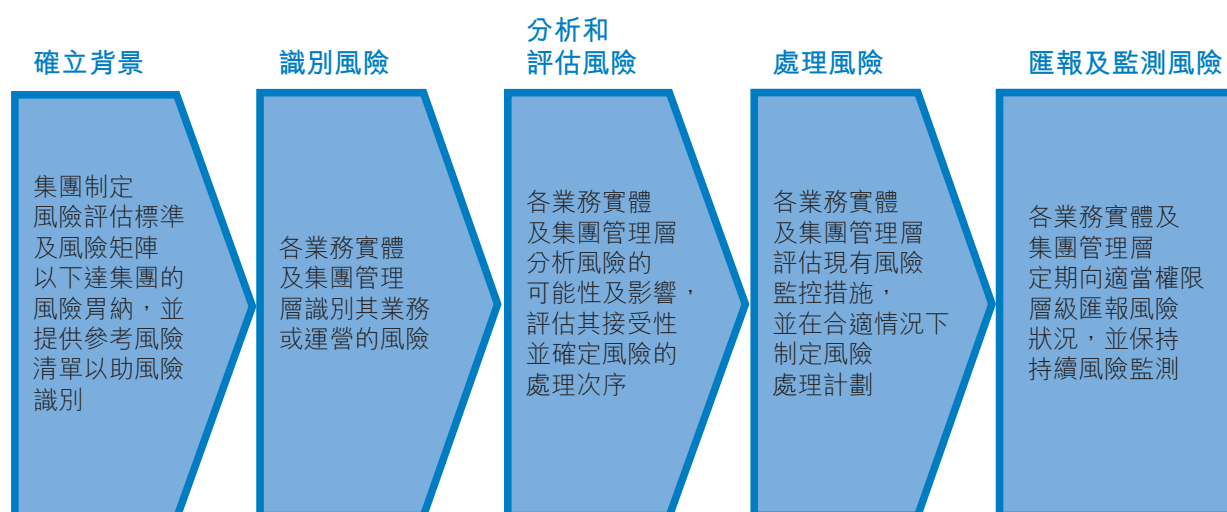 確立背景
集團制定
風險評估標準
及風險矩陣
以下達集團的
風險胃納，並
提供參考風險
清單以助風險
識別
識別風險
各業務實體
及集團管理
層識別其業務
或運營的風險
分析和
評估風險
各業務實體
及集團管理層
分析風險的
可能性及影響，
評估其接受性
並確定風險的
處理次序
處理風險
各業務實體
及集團管理層
評估現有風險
監控措施，
並在合適情況下
制定風險
處理計劃
匯報及監測風險
各業務實體及
集團管理層
定期向適當權限
層級匯報風險
狀況，並保持
持續風險監測